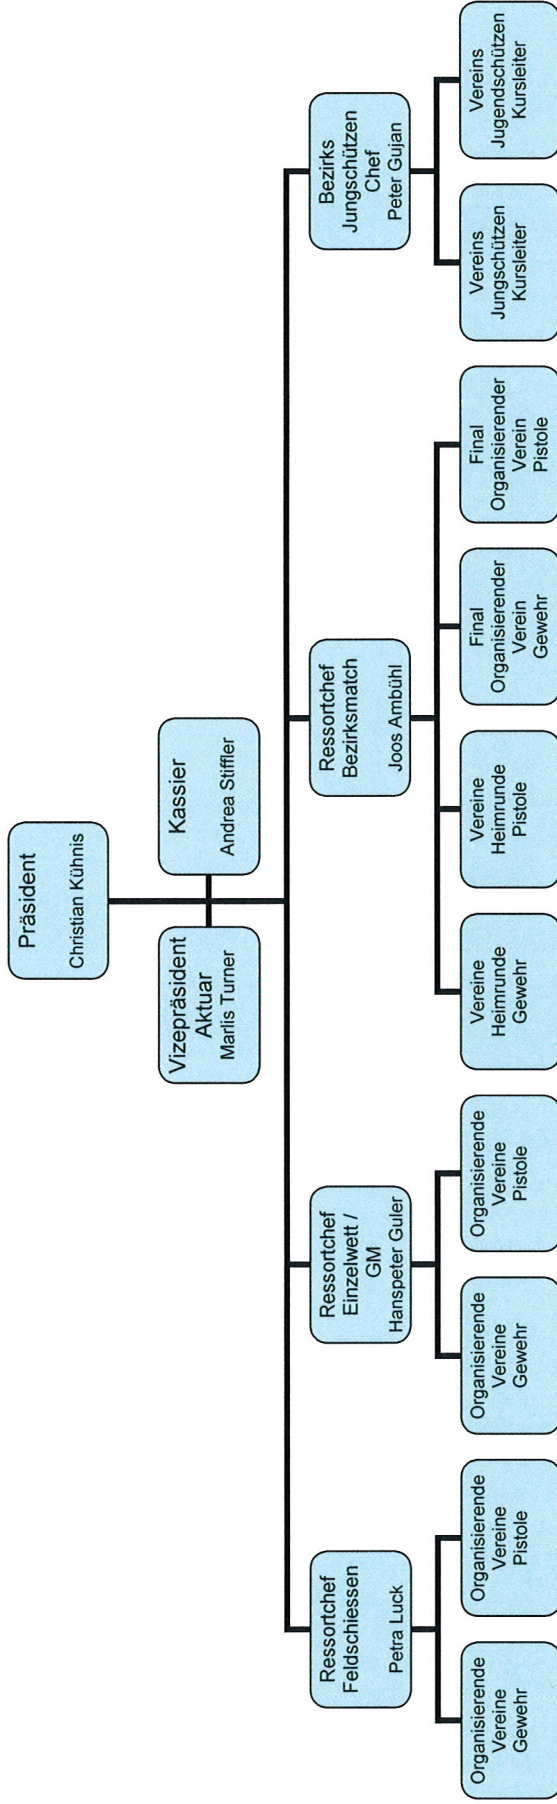 Präsident
Christian Kühnis
Vizepräsident
Aktuar
Marlis Turner
Kassier
Andrea Stiffler
Ressortchef
Feldschiessen
Petra Luck
Ressortchef
Einzelwett /
GM
Hanspeter Guler
Ressortchef
Bezirksmatch
Joos Ambühl
Bezirks
Jungschützen
Chef
Peter Gujan
Organisierende
Vereine
Gewehr
Organisierende
Vereine
Pistole
Organisierende
Vereine
Gewehr
Organisierende
Vereine
Pistole
Vereine
Heimrunde
Gewehr
Vereine
Heimrunde
Pistole
Final
Organisierender
Verein
Gewehr
Final
Organisierender
Verein
Pistole
Vereins
Jungschützen
Kursleiter
Vereins
Jugendschützen
Kursleiter